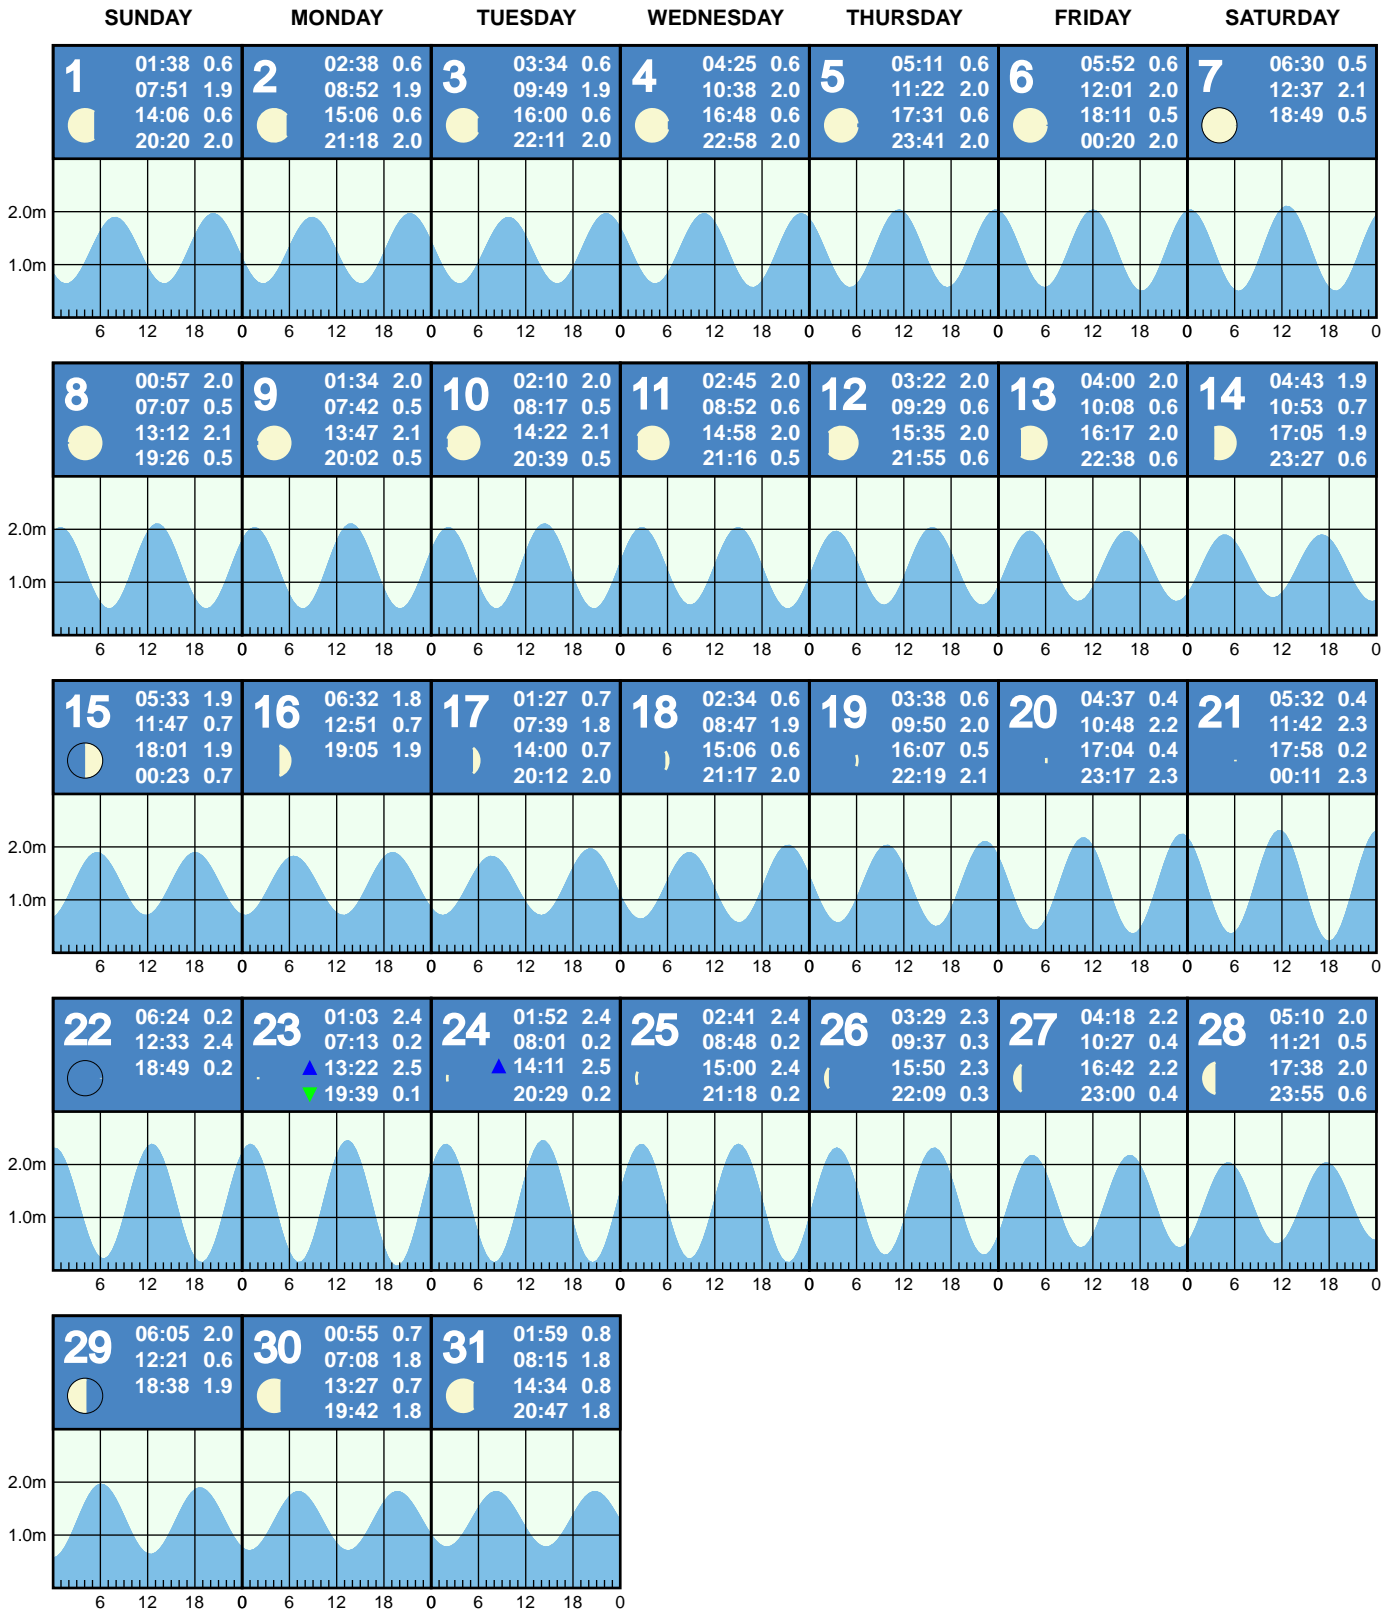 SUNDAY MONDAY TUESDAY WEDNESDAY THURSDAY FRIDAY SATURDAY
1 01:38 0.6
07:51 1.9
14:06 0.6
20:20 2.0
2 02:38 0.6
08:52 1.9
15:06 0.6
21:18 2.0
3 03:34 0.6
09:49 1.9
16:00 0.6
22:11 2.0
4 04:25 0.6
10:38 2.0
16:48 0.6
22:58 2.0
5 05:11 0.6
11:22 2.0
17:31 0.6
23:41 2.0
6 05:52 0.6
12:01 2.0
18:11 0.5
00:20 2.0
7 06:30 0.5
12:37 2.1
18:49 0.5
2.0m
1.0m
6 12 18 0 6 12 18 0 6 12 18 0 6 12 18 0 6 12 18 0 6 12 18 0 6 12 18 0
8 00:57 2.0
07:07 0.5
13:12 2.1
19:26 0.5
9 01:34 2.0
07:42 0.5
13:47 2.1
20:02 0.5
10 02:10 2.0
08:17 0.5
14:22 2.1
20:39 0.5
11 02:45 2.0
08:52 0.6
14:58 2.0
21:16 0.5
12 03:22 2.0
09:29 0.6
15:35 2.0
21:55 0.6
13 04:00 2.0
10:08 0.6
16:17 2.0
22:38 0.6
14 04:43 1.9
10:53 0.7
17:05 1.9
23:27 0.6
2.0m
1.0m
6 12 18 0 6 12 18 0 6 12 18 0 6 12 18 0 6 12 18 0 6 12 18 0 6 12 18 0
15 05:33 1.9
11:47 0.7
18:01 1.9
00:23 0.7
16 06:32 1.8
12:51 0.7
19:05 1.9
17 01:27 0.7
07:39 1.8
14:00 0.7
20:12 2.0
18 02:34 0.6
08:47 1.9
15:06 0.6
21:17 2.0
19 03:38 0.6
09:50 2.0
16:07 0.5
22:19 2.1
20 04:37 0.4
10:48 2.2
17:04 0.4
23:17 2.3
21 05:32 0.4
11:42 2.3
17:58 0.2
00:11 2.3
2.0m
1.0m
6 12 18 0 6 12 18 0 6 12 18 0 6 12 18 0 6 12 18 0 6 12 18 0 6 12 18 0
22 06:24 0.2
12:33 2.4
18:49 0.2
23 01:03 2.4
07:13 0.2
13:22 2.5
19:39 0.1
24 01:52 2.4
08:01 0.2
14:11 2.5
20:29 0.2
25 02:41 2.4
08:48 0.2
15:00 2.4
21:18 0.2
26 03:29 2.3
09:37 0.3
15:50 2.3
22:09 0.3
27 04:18 2.2
10:27 0.4
16:42 2.2
23:00 0.4
28 05:10 2.0
11:21 0.5
17:38 2.0
23:55 0.6
2.0m
1.0m
6 12 18 0 6 12 18 0 6 12 18 0 6 12 18 0 6 12 18 0 6 12 18 0 6 12 18 0
29 06:05 2.0
12:21 0.6
18:38 1.9
30 00:55 0.7
07:08 1.8
13:27 0.7
19:42 1.8
31 01:59 0.8
08:15 1.8
14:34 0.8
20:47 1.8
2.0m
1.0m
6 12 18 0 6 12 18 0 6 12 18 0